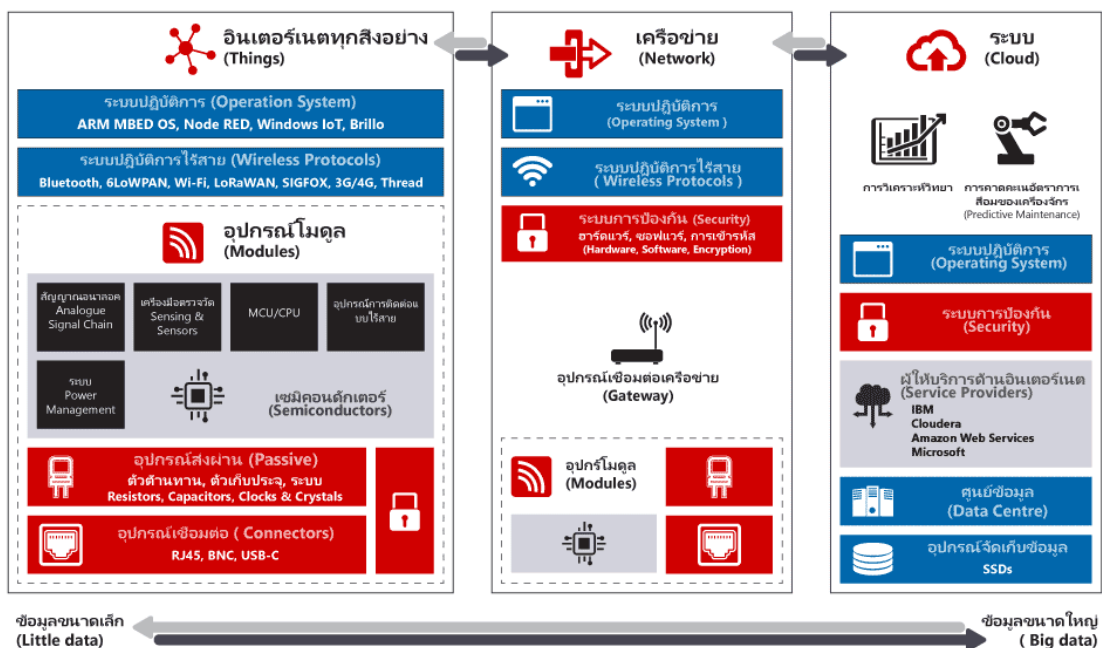 อินเตอร์เนตทุกสิ่งอย่าง
(Things)
ระบบปฎิบัติการ (Operation System)
ARM MBED OS, Node RED, Windows IoT, Brillo
ระบบปฎิบัติการไร้สาย (Wireless Protocols)
Bluetooth, 6LoWPAN, Wi-Fi, LoRaWAN, SIGFOX, 3G/4G, Thread
อุปกรณ์โมดูล
(Modules)
สัญญาณอนาลอค
Analogue
Signal Chain
เครื่องมือตรวจวัด
Sensing &
Sensors
MCU/CPU
อุปกรณ์การติดต่อแ
บบไร้สาย
ระบบ
Power
Management
เซมิคอนดักเตอร์
(Semiconductors)
อุปกรณ์ส่งผ่าน (Passive)
ตัวต้านทาน, ตัวเก็บประจุ, ระบบ
Resistors, Capacitors, Clocks & Crystals
อุปกรณ์เชื่อมต่อ ( Connectors)
RJ45, BNC, USB-C
เครือข่าย
(Network)
ระบบปฎิบัติการ
(Operating System )
ระบบปฎิบัติการไร้สาย
( Wireless Protocols )
ระบบการป้องกัน (Security)
ฮาร์ดแวร์, ซอฟแวร์, การเข้ารหัส
(Hardware, Software, Encryption)
อุปกรณ์เชื่อมต่อเครือข่าย
(Gateway)
อุปกร์โมดูล
(Modules)
ระบบ
(Cloud)
การวิเคราะห์วิทยา
การคาดคะเนอัตราการเ
สื่อมของเครื่องจักร
(Predictive Maintenance)
ระบบปฎิบัติการ
(Operating System)
ระบบการป้องกัน
(Security)
ผู้ให้บริการด้านอินเตอร์เนต
(Service Providers)
IBM
Cloudera
Amazon Web Services
Microsoft
ศูนย์ข้อมูล
(Data Centre)
อุปกรณ์จัดเก็บข้อมูล
SSDs
ข้อมูลขนาดเล็ก
(Little data)
ข้อมูลขนาดใหญ่
( Big data)